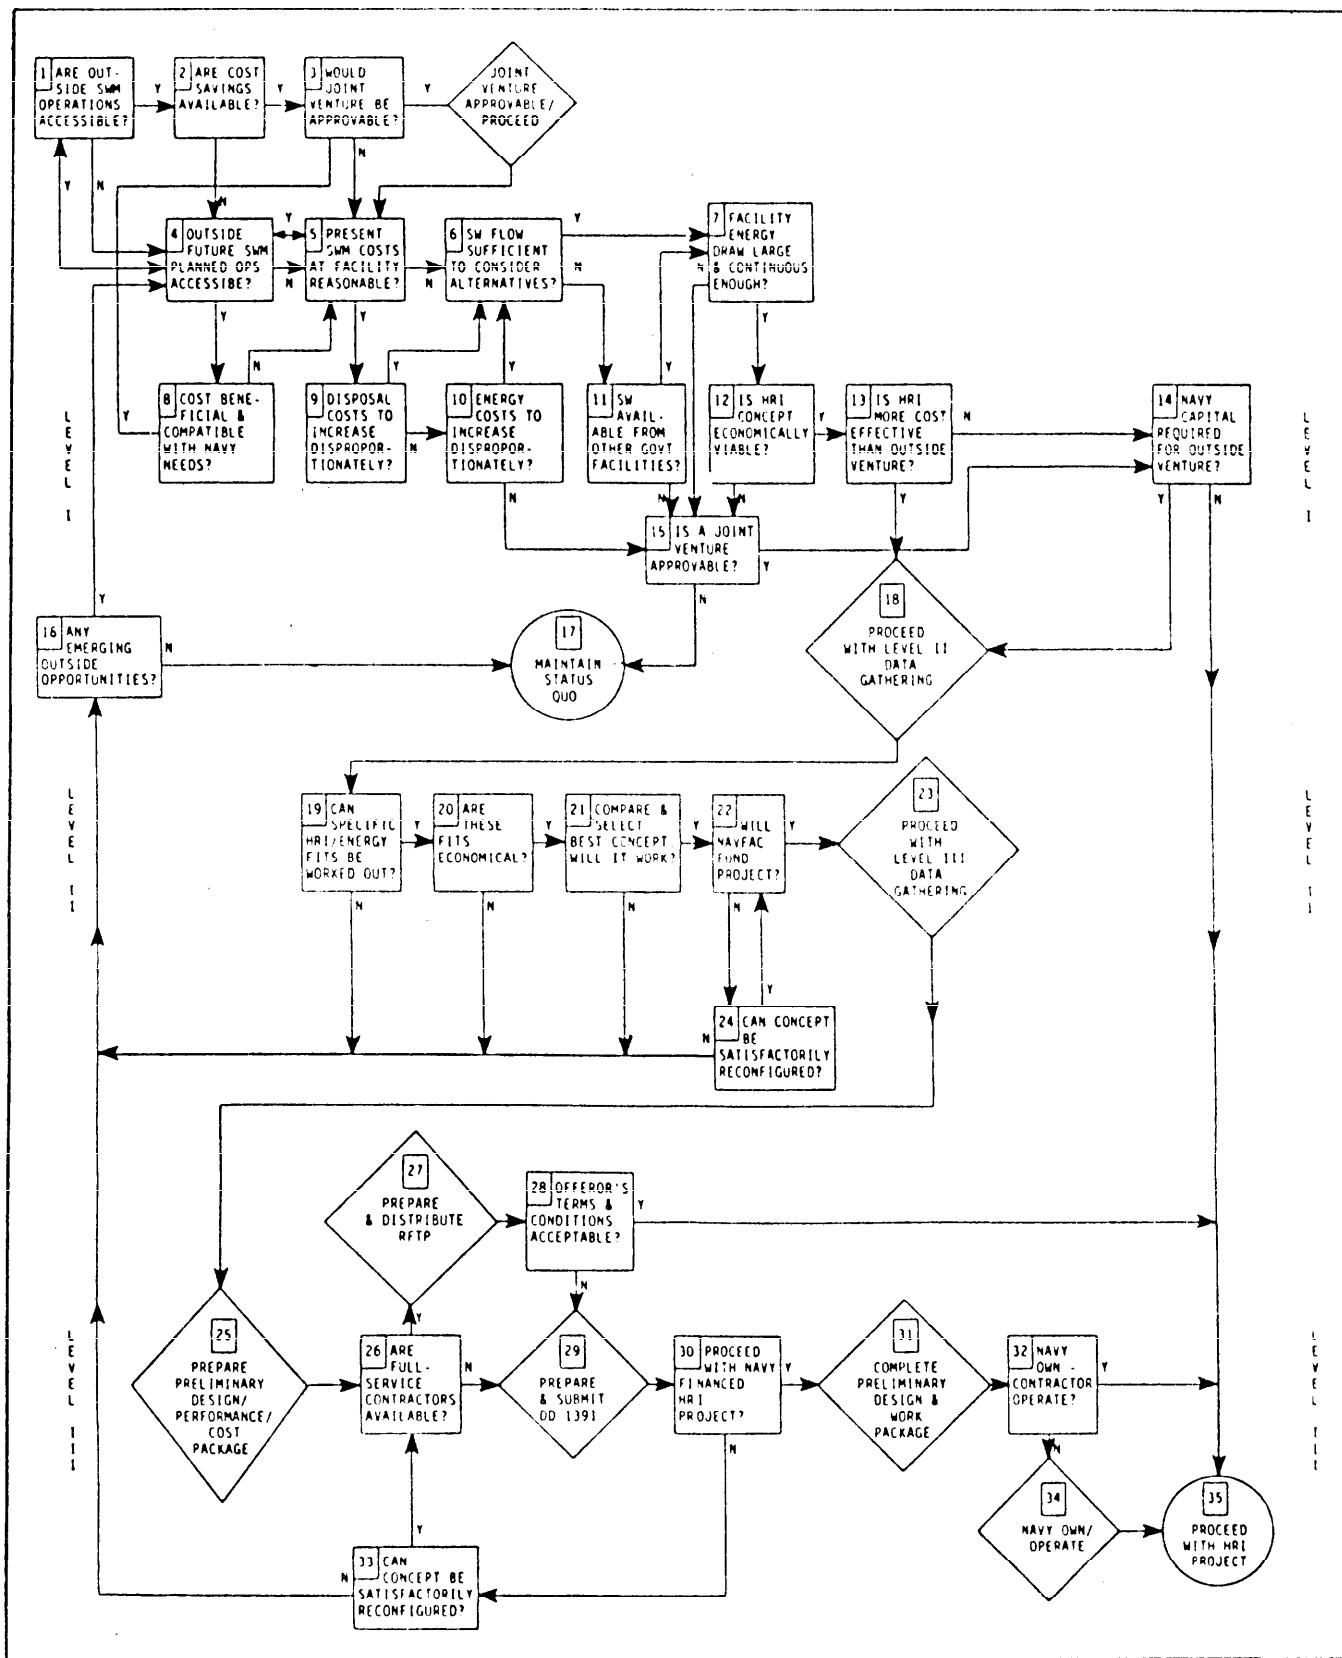 1 ARE OUT-
SIDE SWM
OPERATIONS
ACCESSIBLE?
Y
2 ARE COST
SAVINGS
AVAILABLE?
Y
3 WOULD
JOINT
VENTURE BE
APPROVABLE?
Y
JOINT
VENTURE
APPROVABLE/
PROCEED
Y
N
N
N
4 OUTSIDE
FUTURE SWM
PLANNED OPS
ACCESSIBE?
Y
N
5 PRESENT
SWM COSTS
AT FACILITY
REASONABLE?
N
6 SW FLOW
SUFFICIENT
TO CONSIDER
ALTERNATIVES?
Y
N
7 FACILITY
ENERGY
DRAW LARGE
& CONTINUOUS
ENOUGH?
N
Y
Y
Y
N
Y
Y
Y
LEVEL I
Y
8 COST BENE-
FICIAL &
COMPATIBLE
WITH NAVY
NEEDS?
9 DISPOSAL
COSTS TO
INCREASE
DISPROPOR-
TIONATELY?
N
10 ENERGY
COSTS TO
INCREASE
DISPROPOR-
TIONATELY?
11 SW
AVAIL-
ABLE FROM
OTHER GOVT
FACILITIES?
12 IS HRI
CONCEPT
ECONOMICALLY
VIABLE?
Y
13 IS HRI
MORE COST
EFFECTIVE
THAN OUTSIDE
VENTURE?
N
14 NAVY
CAPITAL
REQUIRED
FOR OUTSIDE
VENTURE?
LEVEL I
N
N
N
Y
Y
N
15 IS A JOINT
VENTURE
APPROVABLE?
Y
N
Y
16 ANY
EMERGING
OUTSIDE
OPPORTUNITIES?
N
17
MAINTAIN
STATUS
QUO
18
PROCEED
WITH LEVEL II
DATA
GATHERING
LEVEL II
19 CAN
SPECIFIC
HRI/ENERGY
FITS BE
WORKED OUT?
Y
20 ARE
THESE
FITS
ECONOMICAL?
Y
21 COMPARE &
SELECT
BEST CONCEPT.
WILL IT WORK?
Y
22 WILL
NAVFAC
FUND
PROJECT?
Y
23
PROCEED
WITH
LEVEL III
DATA
GATHERING
LEVEL II
N
N
N
N
Y
N
24 CAN CONCEPT
BE
SATISFACTORILY
RECONFIGURED?
27
PREPARE
& DISTRIBUTE
RFTP
28 OFFEROR'S
TERMS &
CONDITIONS
ACCEPTABLE?
Y
N
Y
LEVEL III
25
PREPARE
PRELIMINARY
DESIGN/
PERFORMANCE/
COST
PACKAGE
26 ARE
FULL-
SERVICE
CONTRACTORS
AVAILABLE?
N
29
PREPARE
& SUBMIT
DD 1391
30 PROCEED
WITH NAVY
FINANCED
HRI
PROJECT?
Y
31
COMPLETE
PRELIMINARY
DESIGN &
WORK
PACKAGE
32 NAVY
OWN -
CONTRACTOR
OPERATE?
Y
LEVEL III
N
N
34
NAVY OWN/
OPERATE
35
PROCEED
WITH HRI
PROJECT
Y
N
33 CAN
CONCEPT BE
SATISFACTORILY
RECONFIGURED?